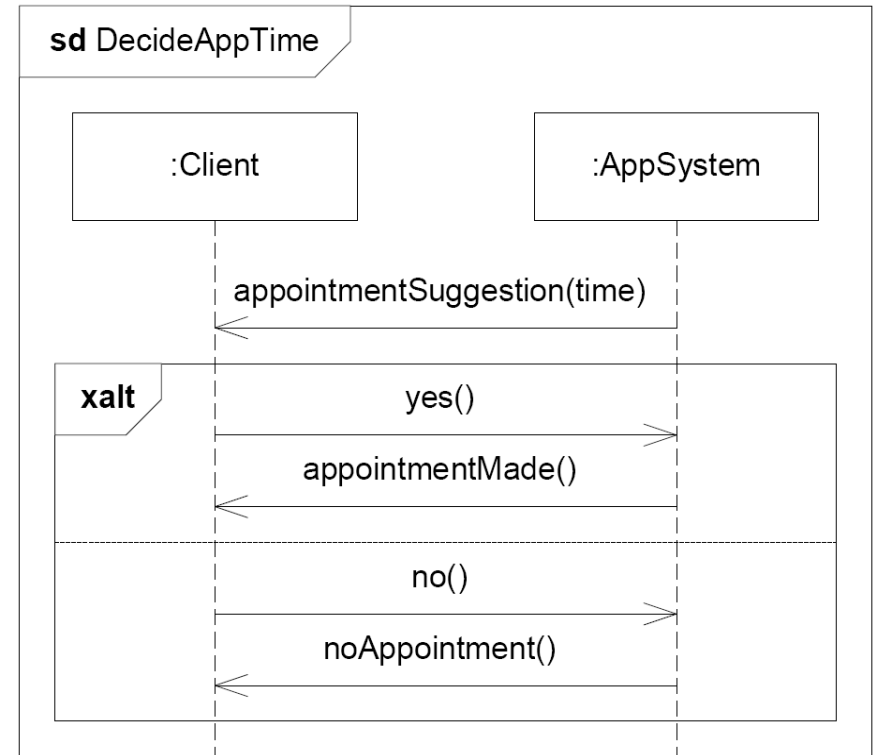 sd DecideAppTime
:Client
:AppSystem
appointmentSuggestion(time)
xalt
yes()
appointmentMade()
no()
noAppointment()